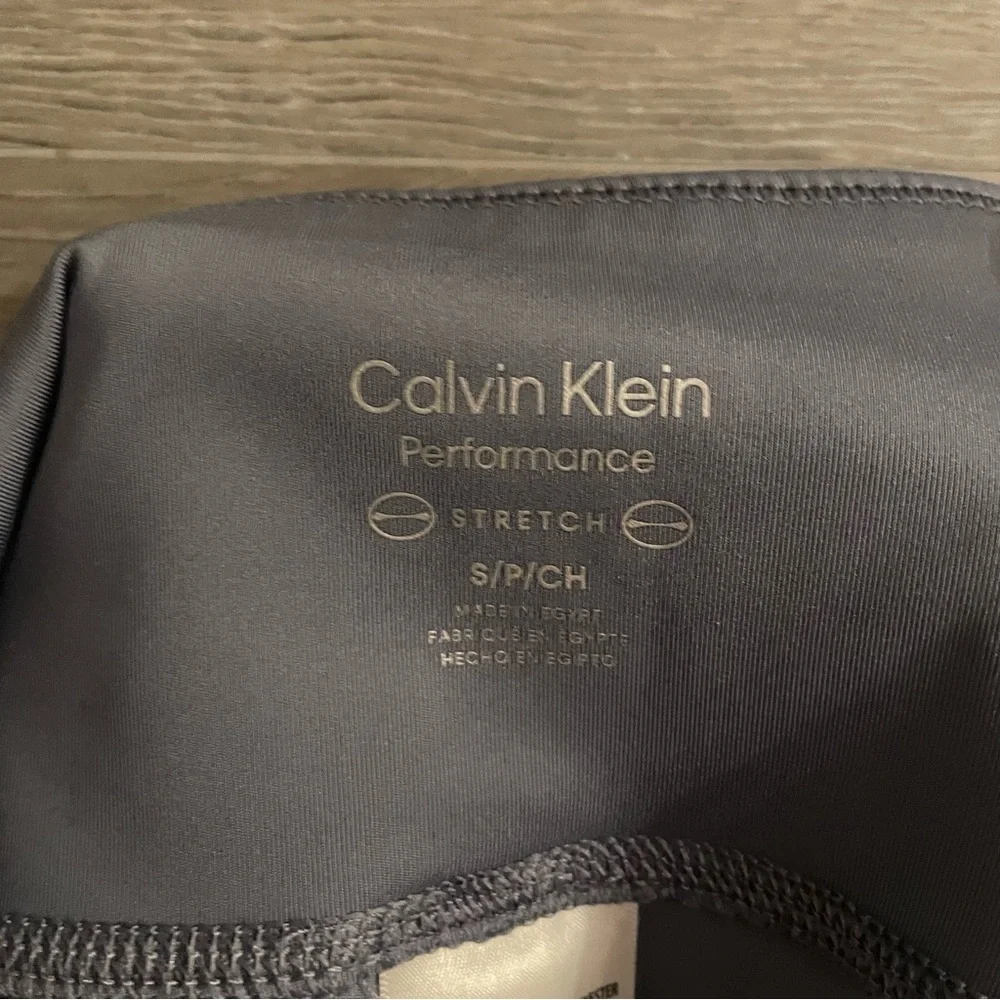 Calvin Klein
Performance
STRETCH
S/P/CH
MADE IN EGYPT
FABRIQUÉ EN EGYPTE
HECHO EN EGIPTO